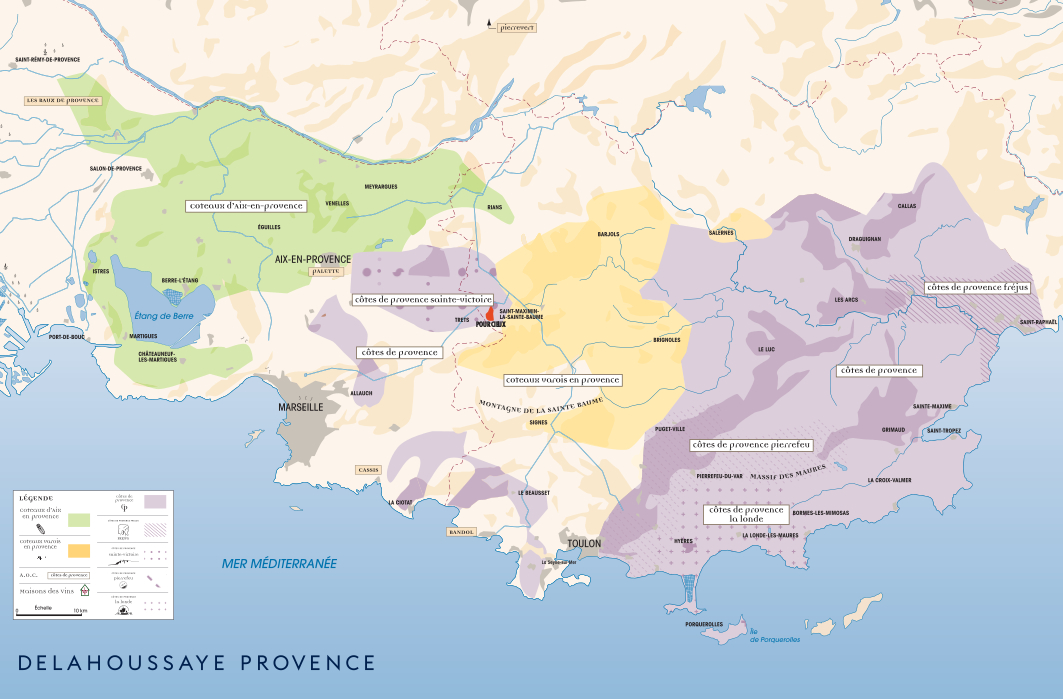 pierrevert
SAINT-RÉMY-DE-PROVENCE
LES BAUX DE PROVENCE
SALON-DE-PROVENCE
MEYRARGUES
VENELLES
coteaux d'aix-en-provence
RIANS
CALLAS
ÉGUILLES
BARJOLS
SALERNES
DRAGUIGNAN
AIX-EN-PROVENCE
PALETTE
ISTRES
BERRE-L'ÉTANG
côtes de provence fréjus
côtes de provence sainte-victoire
LES ARCS
Étang de Berre
TRETS
SAINT-MAXIMIN-
LA-SAINTE-BAUME
SAINT-RAPHAËL
PORT-DE-BOUC
MARTIGUES
BRIGNOLES
CHÂTEAUNEUF-
LES-MARTIGUES
côtes de provence
LE LUC
côtes de provence
coteaux varois en provence
ALLAUCH
MARSEILLE
MONTAGNE DE LA SAINTE BAUME
SAINTE-MAXIME
SIGNES
PUGET-VILLE
GRIMAUD
SAINT-TROPEZ
côtes de provence pierrefeu
CASSIS
PIERREFEU-DU-VAR
MASSIF DES MAURES
LA CROIX-VALMER
LE BEAUSSET
LA CIOTAT
côtes de provence
la londe
BORMES-LES-MIMOSAS
BANDOL
TOULON
HYÈRES
LA LONDE-LES-MAURES
La Seyne-sur-Mer
MER MÉDITERRANÉE
PORQUEROLLES
Île
de Porquerolles
LÉGENDE
coteaux d'aix
en provence
coteaux varois
en provence
A.O.C.
côtes de provence
Maisons des vins
Échelle
0
10 km
côtes de
provence
sainte-victoire
pierrefeu
la londe
DELAHOUSSAYE PROVENCE